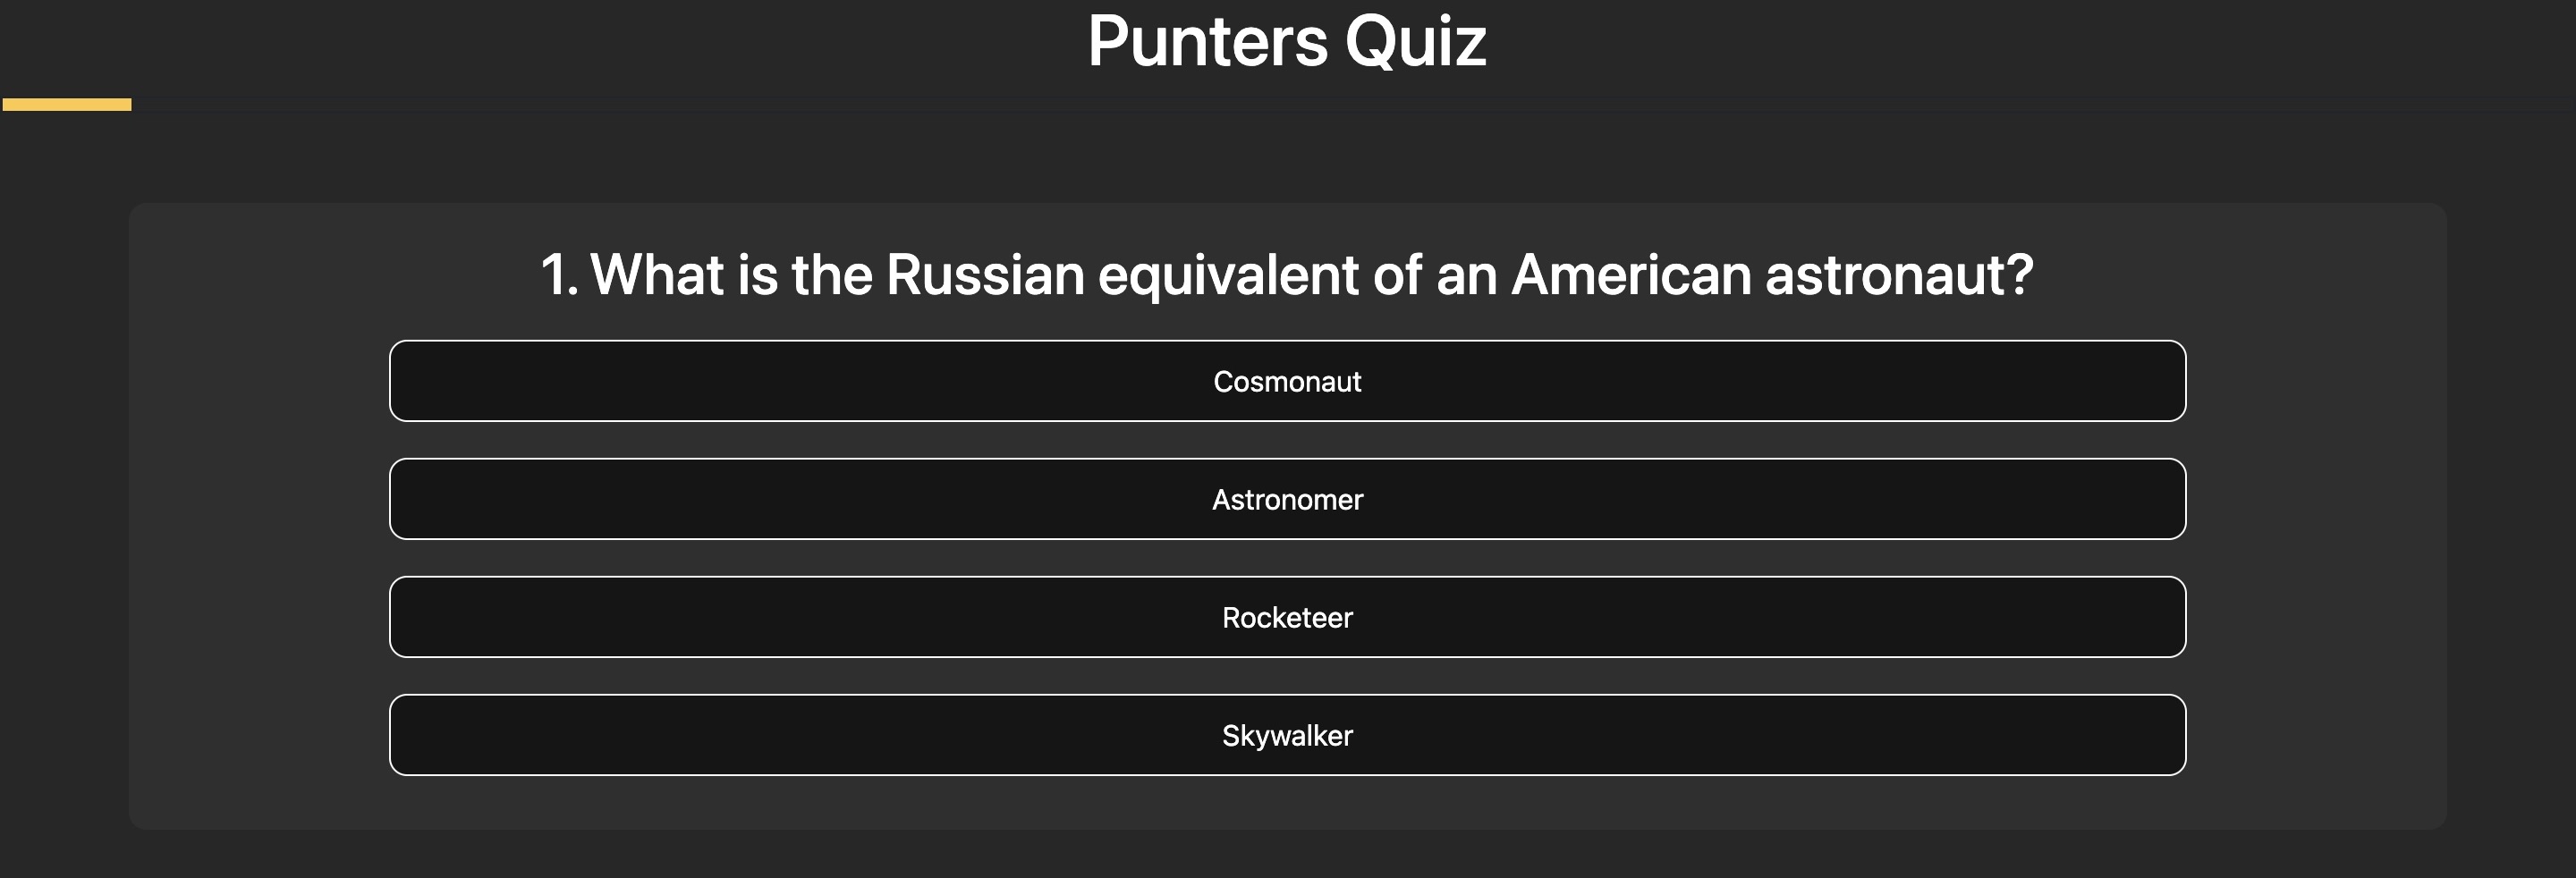 Punters Quiz
1. What is the Russian equivalent of an American astronaut?
Cosmonaut
Astronomer
Rocketeer
Skywalker